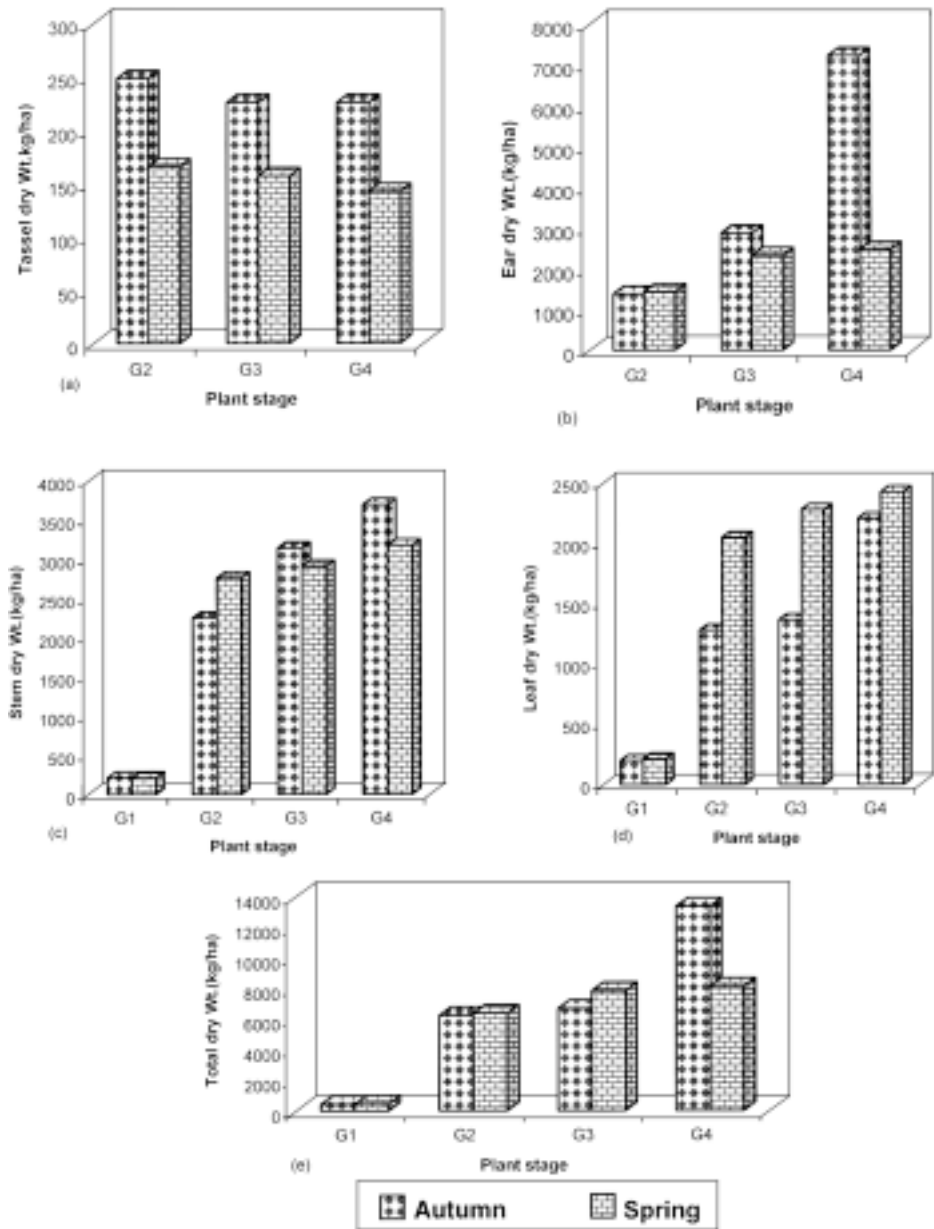 300
250
200
150
100
50
0
Tassel dry Wt.kg/ha)
G2 G3 G4
(a)
Plant stage
8000
7000
6000
5000
4000
3000
2000
1000
0
Ear dry Wt.(kg/ha)
G2 G3 G4
Plant stage
(b)
4000
3500
3000
2500
2000
1500
1000
500
0
Stem dry Wt.(kg/ha)
G1 G2 G3 G4
(c)
Plant stage
2500
2000
1500
1000
500
0
Leaf dry Wt.(kg/ha)
G1 G2 G3 G4
(d)
Plant stage
14000
12000
10000
8000
6000
4000
2000
0
Total dry Wt.(kg/ha)
G1 G2 G3 G4
(e)
Plant stage
Autumn Spring